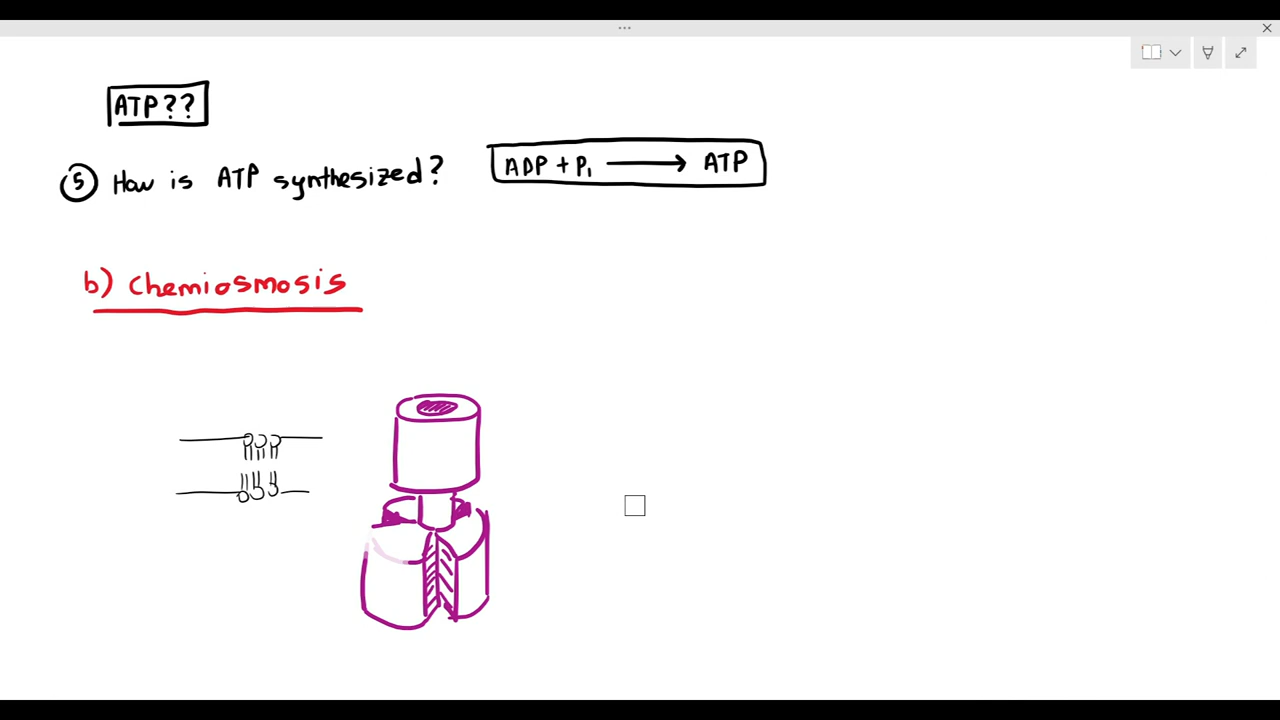 ATP??
5 How is ATP synthesized?
ADP + Pi ⟶ ATP
b) Chemiosmosis